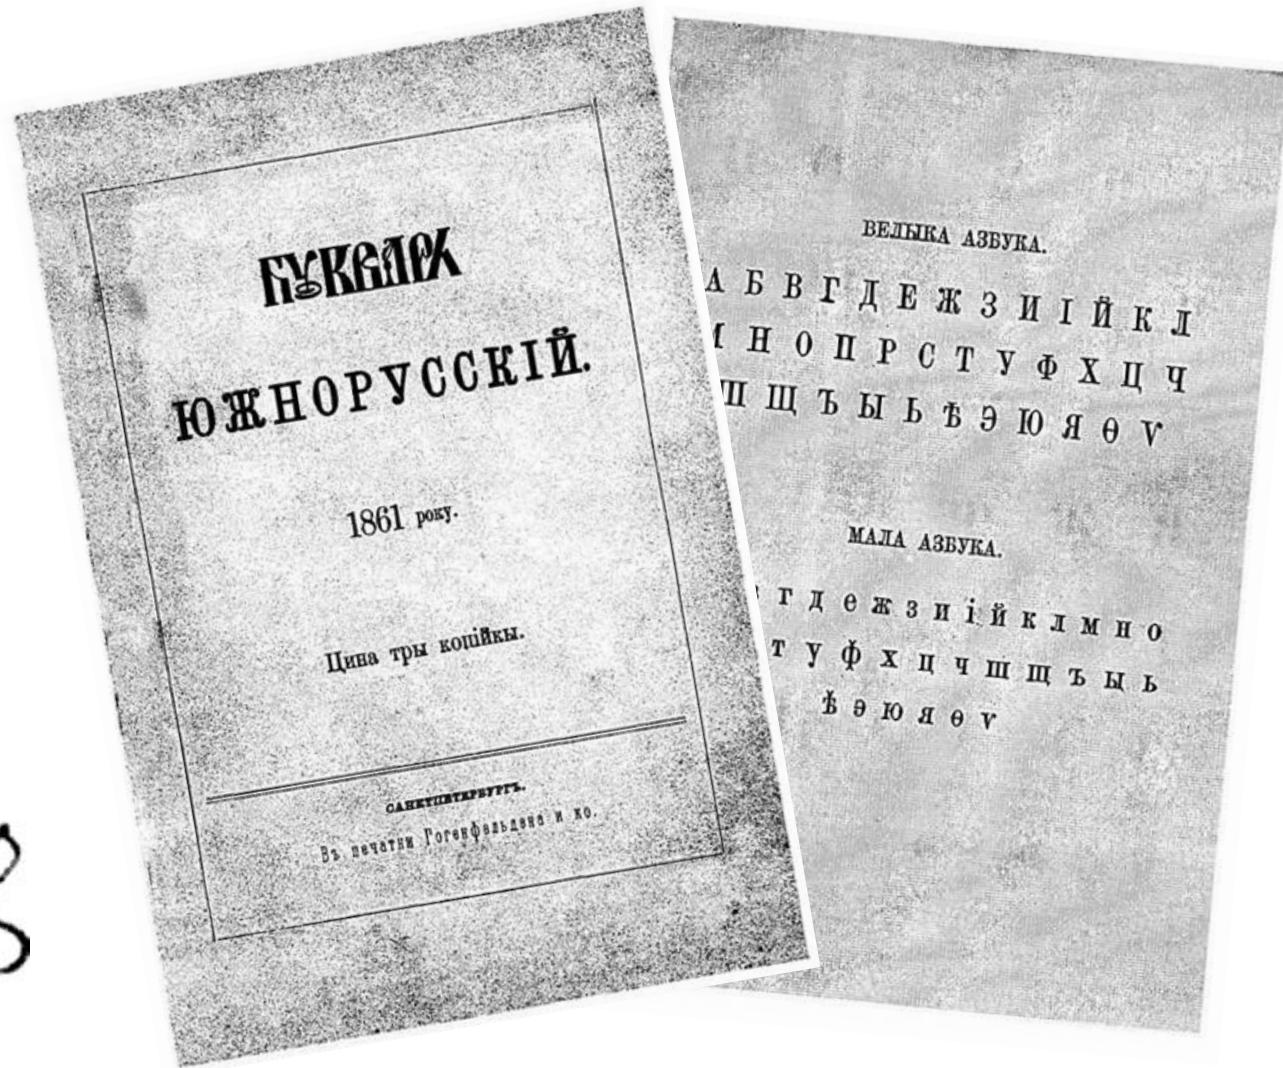 БУКВАРЬ
ЮЖНОРУССКІЙ.
1861 року.
Цина тры копійкы.
САНКТПЕТЕРБУРГЪ.
Въ печатни Гогенфельдена и ко.
ВЕЛЫКА АЗБУКА.
А Б В Г Д Е Ж З И І Й К Л
Н О П Р С Т У Ф Х Ц Ч
Ш Щ Ъ Ы Ь Ѣ Э Ю Я Ѳ Ѵ
МАЛА АЗБУКА.
г д е ж з и і й к л м н о
т у ф х ц ч ш щ ъ ы ь
ѣ э ю я ѳ ѵ